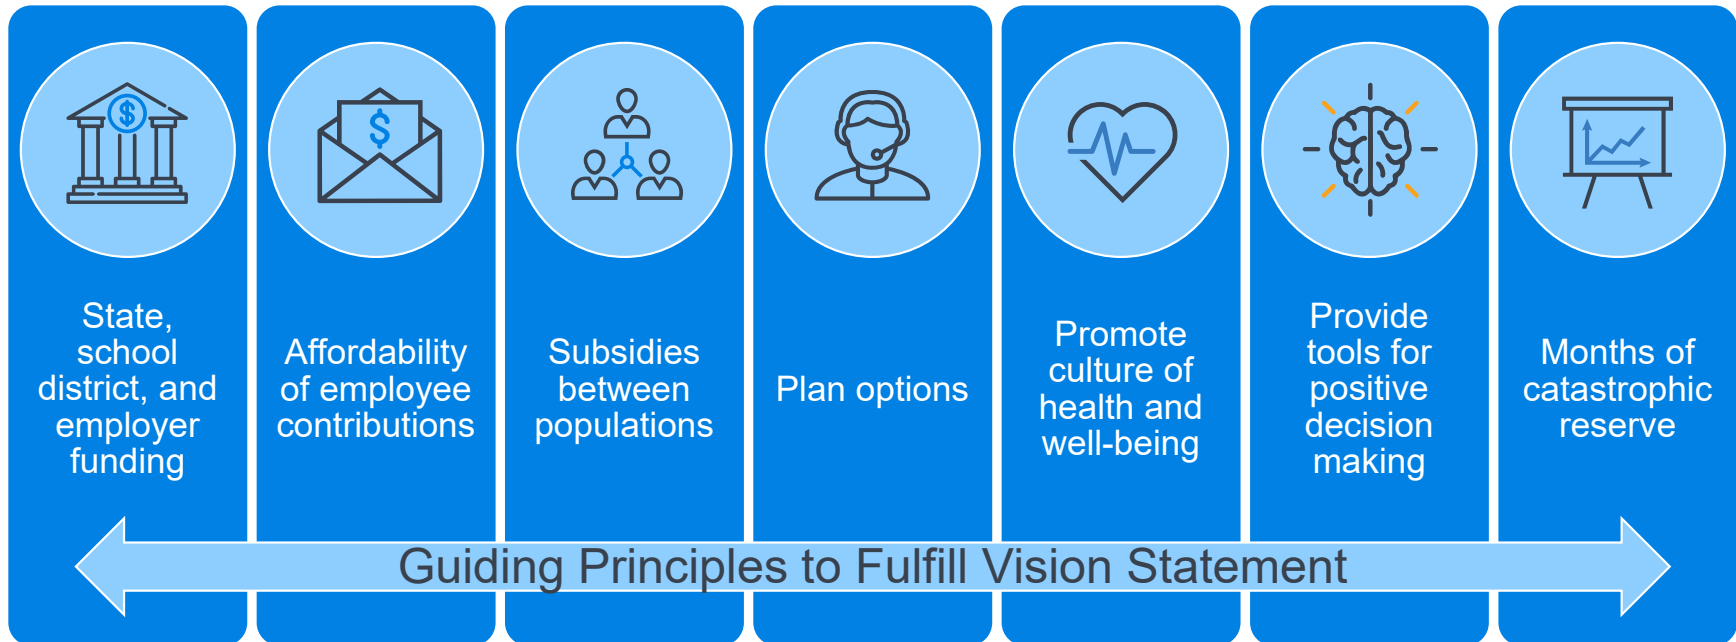 State,
school
district, and
employer
funding
Affordability
of employee
contributions
Subsidies
between
populations
Plan options
Promote
culture of
health and
well-being
Provide
tools for
positive
decision
making
Months of
catastrophic
reserve
Guiding Principles to Fulfill Vision Statement